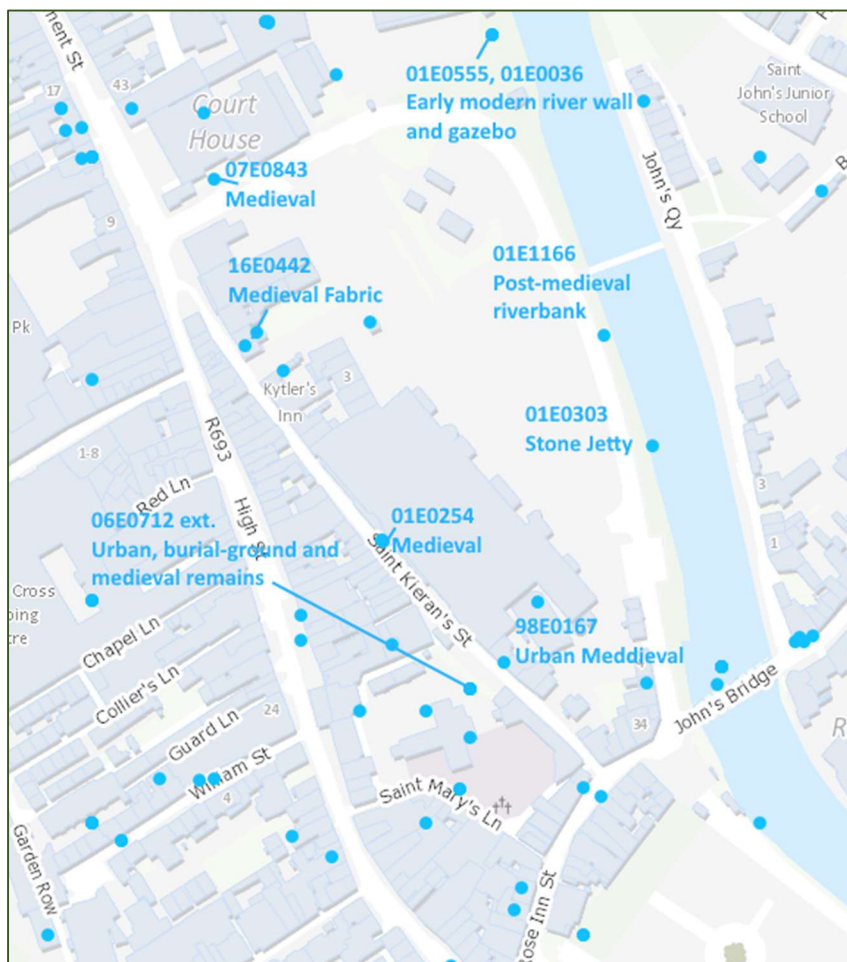 ment St
17
43
Court
House
07E0843
Medieval
9
01E0555, 01E0036
Early modern river wall
and gazebo
Saint
John's Junior
School
John's Qy
B
16E0442
Medieval Fabric
34
Pk
Kytler's
Inn
3
01E1166
Post-medieval
riverbank
01E0303
Stone Jetty
1-8
R693
Red Ln
High St
06E0712 ext.
Urban, burial-ground and
medieval remains
01E0254
Medieval
Saint Kieran's St
3
1
Cross
ping
tre
Chapel Ln
Collier's Ln
Guard Ln
24
William St
4
98E0167
Urban Meddieval
34
John's Bridge
R
Saint Mary's Ln
Garden Row
Rose Inn St